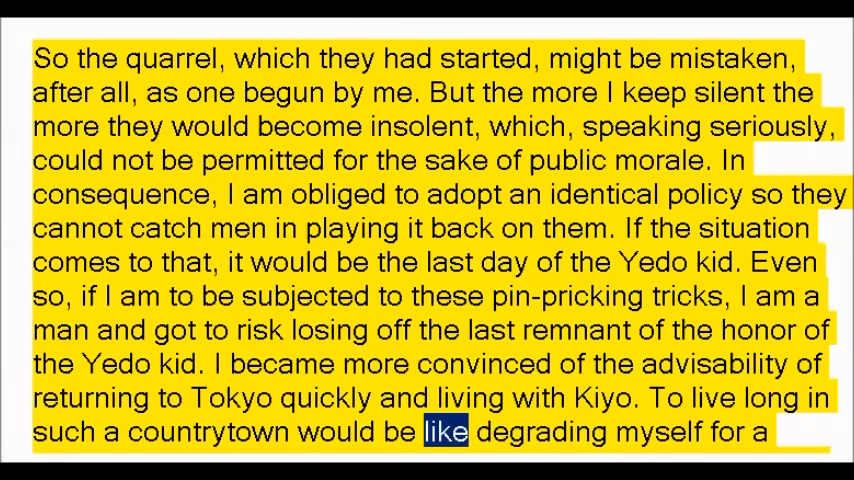 So the quarrel, which they had started, might be mistaken,
after all, as one begun by me. But the more I keep silent the
more they would become insolent, which, speaking seriously,
could not be permitted for the sake of public morale. In
consequence, I am obliged to adopt an identical policy so they
cannot catch men in playing it back on them. If the situation
comes to that, it would be the last day of the Yedo kid. Even
so, if I am to be subjected to these pin-pricking tricks, I am a
man and got to risk losing off the last remnant of the honor of
the Yedo kid. I became more convinced of the advisability of
returning to Tokyo quickly and living with Kiyo. To live long in
such a countrytown would be like degrading myself for a